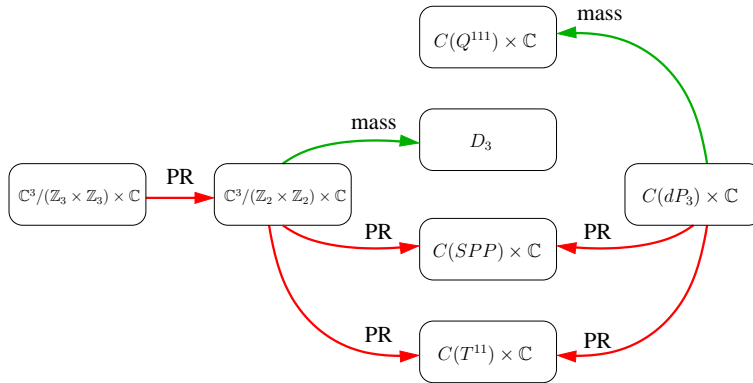 mass
C(Q¹¹¹) × ℂ
mass
D₃
PR
ℂ³/(ℤ₃ × ℤ₃) × ℂ
ℂ³/(ℤ₂ × ℤ₂) × ℂ
C(dP₃) × ℂ
PR
PR
C(SPP) × ℂ
PR
PR
C(T¹¹) × ℂ